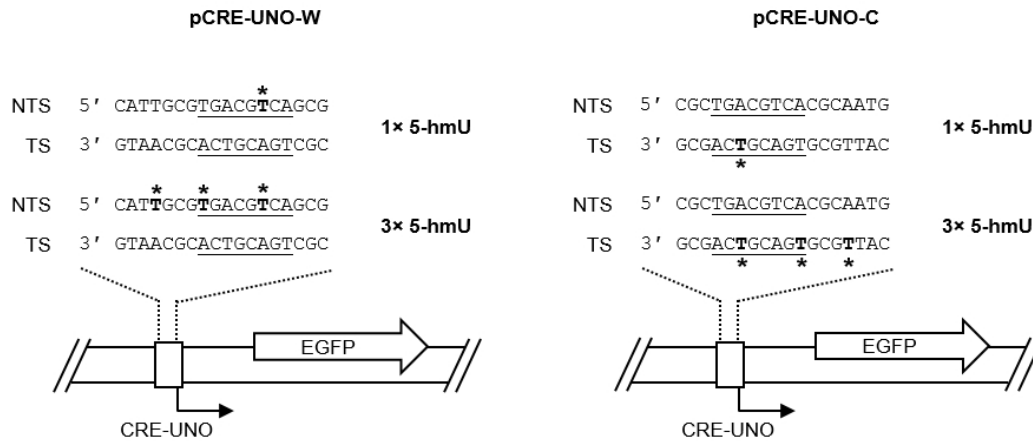 pCRE-UNO-W
*
NTS 5′ CATTGCGTGACGTCAGCG
TS 3′ GTAACGCACTGCAGTCGC
1× 5-hmU
* * *
NTS 5′ CATTGCGTGACGTCAGCG
TS 3′ GTAACGCACTGCAGTCGC
3× 5-hmU
EGFP
CRE-UNO
pCRE-UNO-C
NTS 5′ CGCTGACGTCACGCAATG
TS 3′ GCGACTGCAGTGCGTTAC
*
1× 5-hmU
NTS 5′ CGCTGACGTCACGCAATG
TS 3′ GCGACTGCAGTGCGTTAC
* * *
3× 5-hmU
EGFP
CRE-UNO